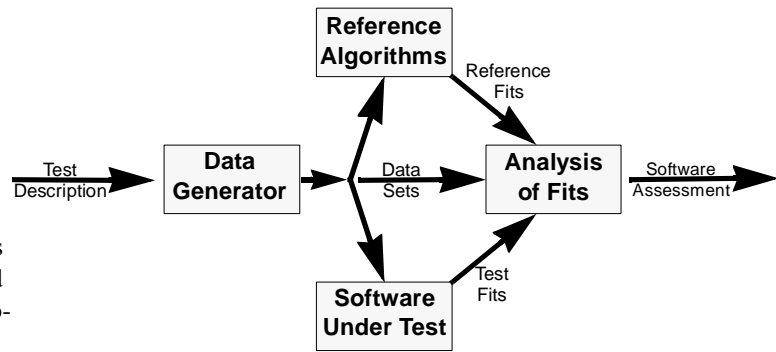 Reference
Algorithms
Reference
Fits
Test
Description
Data
Generator
Data
Sets
Analysis
of Fits
Software
Assessment
Software
Under Test
Test
Fits
s
-